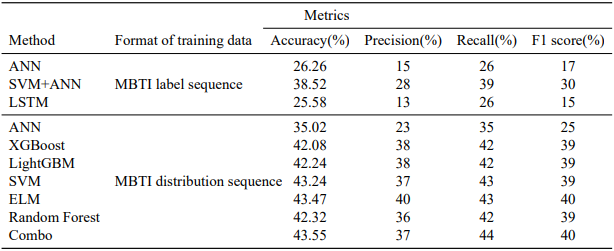 Metrics
Method Format of training data Accuracy(%) Precision(%) Recall(%) F1 score(%)
ANN 26.26 15 26 17
SVM+ANN MBTI label sequence 38.52 28 39 30
LSTM 25.58 13 26 15
ANN 35.02 23 35 25
XGBoost 42.08 38 42 39
LightGBM 42.24 38 42 39
SVM MBTI distribution sequence 43.24 37 43 39
ELM 43.47 40 43 40
Random Forest 42.32 36 42 39
Combo 43.55 37 44 40